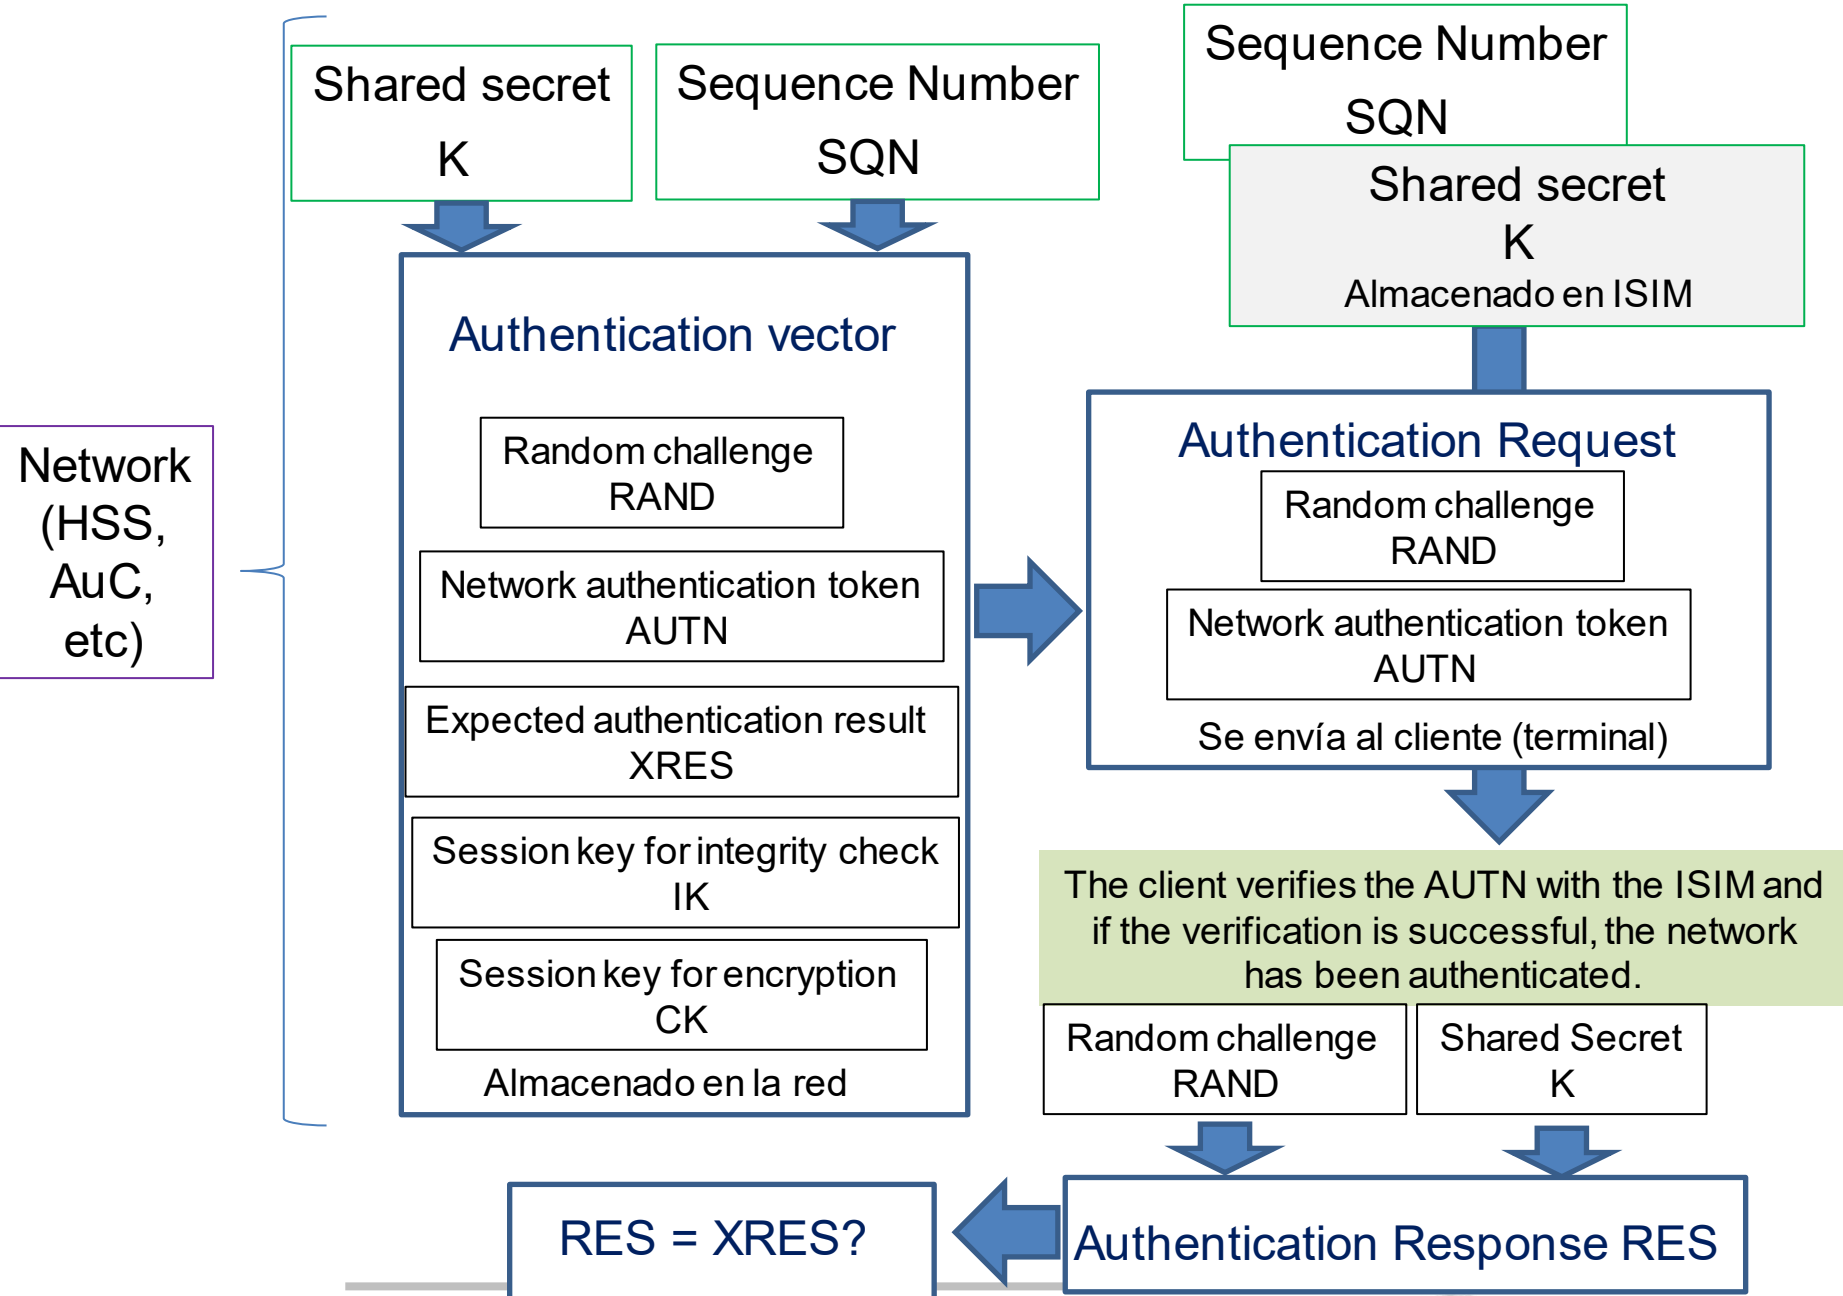 Shared secret
K
Sequence Number
SQN
Sequence Number
SQN
Shared secret
K
Almacenado en ISIM
Network
(HSS,
AuC,
etc)
Authentication vector
Random challenge
RAND
Network authentication token
AUTN
Expected authentication result
XRES
Session key for integrity check
IK
Session key for encryption
CK
Almacenado en la red
Authentication Request
Random challenge
RAND
Network authentication token
AUTN
Se envía al cliente (terminal)
The client verifies the AUTN with the ISIM and
if the verification is successful, the network
has been authenticated.
Random challenge
RAND
Shared Secret
K
Authentication Response RES
RES = XRES?